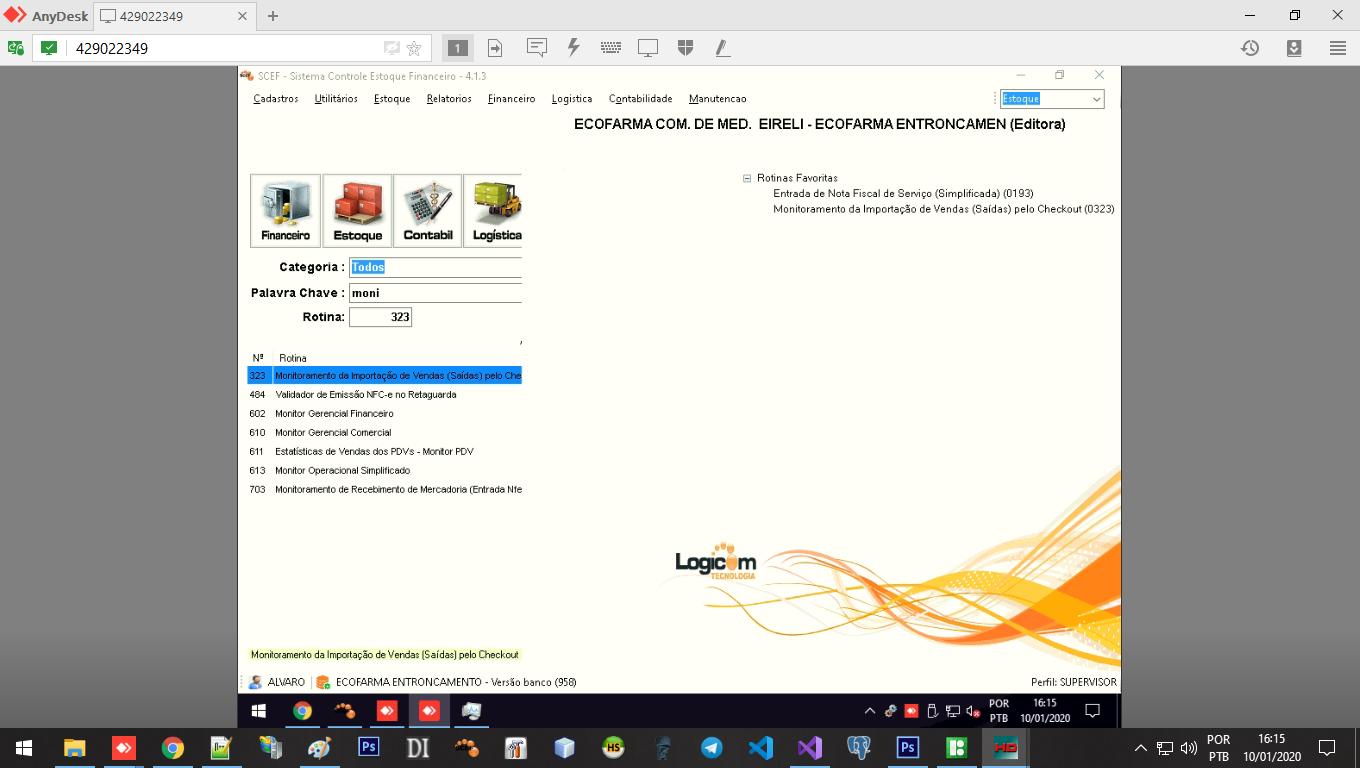 AnyDesk
429022349
429022349
1
SCEF - Sistema Controle Estoque Financeiro - 4.1.3
Cadastros Utilitários Estoque Relatorios Financeiro Logistica Contabilidade Manutencao
Estoque
ECOFARMA COM. DE MED. EIRELI - ECOFARMA ENTRONCAMEN (Editora)
Financeiro Estoque Contabil Logística
Rotinas Favoritas
Entrada de Nota Fiscal de Serviço (Simplificada) (0193)
Monitoramento da Importação de Vendas (Saídas) pelo Checkout (0323)
Categoria : Todos
Palavra Chave : moni
Rotina: 323
Nº Rotina
323 Monitoramento da Importação de Vendas (Saídas) pelo Che
484 Validador de Emissão NFC-e no Retaguarda
602 Monitor Gerencial Financeiro
610 Monitor Gerencial Comercial
611 Estatísticas de Vendas dos PDVs - Monitor PDV
613 Monitor Operacional Simplificado
703 Monitoramento de Recebimento de Mercadoria (Entrada Nfe
Logicom
TECNOLOGIA
Monitoramento da Importação de Vendas (Saídas) pelo Checkout
ALVARO ECOFARMA ENTRONCAMENTO - Versão banco (958) Perfil: SUPERVISOR
POR
PTB
16:15
10/01/2020
Ps DI HS Ps HD
POR
PTB
16:15
10/01/2020